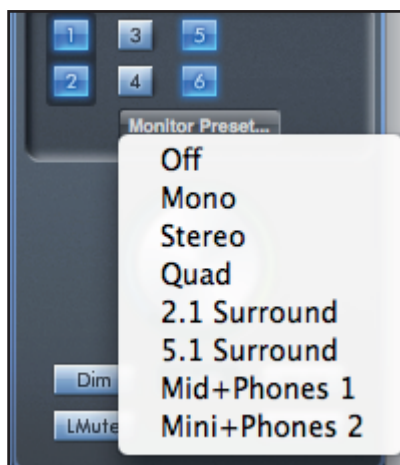 1 3 5
2 4 6
Monitor Preset...
Off
Mono
Stereo
Quad
2.1 Surround
5.1 Surround
Mid+Phones 1
Dim
Mini+Phones 2
LMute